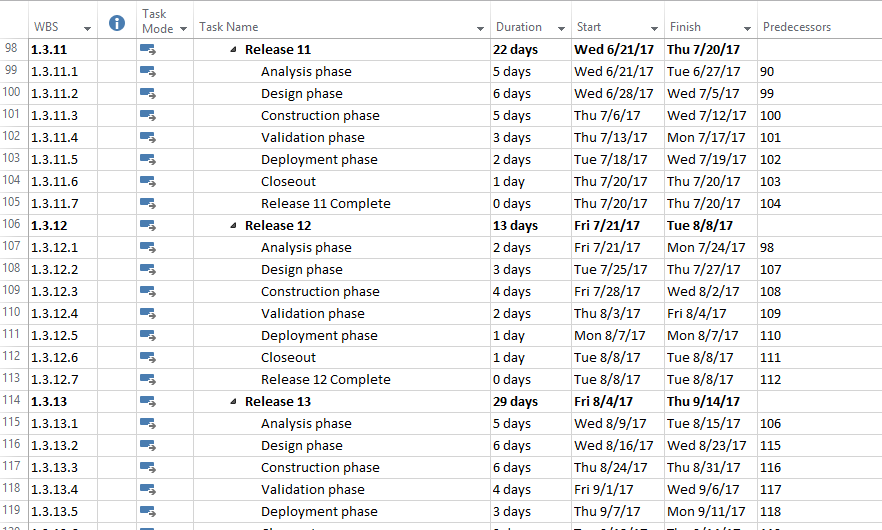 WBS Task Mode Task Name Duration Start Finish Predecessors
98 1.3.11 Release 11 22 days Wed 6/21/17 Thu 7/20/17
99 1.3.11.1 Analysis phase 5 days Wed 6/21/17 Tue 6/27/17 90
100 1.3.11.2 Design phase 6 days Wed 6/28/17 Wed 7/5/17 99
101 1.3.11.3 Construction phase 5 days Thu 7/6/17 Wed 7/12/17 100
102 1.3.11.4 Validation phase 3 days Thu 7/13/17 Mon 7/17/17 101
103 1.3.11.5 Deployment phase 2 days Tue 7/18/17 Wed 7/19/17 102
104 1.3.11.6 Closeout 1 day Thu 7/20/17 Thu 7/20/17 103
105 1.3.11.7 Release 11 Complete 0 days Thu 7/20/17 Thu 7/20/17 104
106 1.3.12 Release 12 13 days Fri 7/21/17 Tue 8/8/17
107 1.3.12.1 Analysis phase 2 days Fri 7/21/17 Mon 7/24/17 98
108 1.3.12.2 Design phase 3 days Tue 7/25/17 Thu 7/27/17 107
109 1.3.12.3 Construction phase 4 days Fri 7/28/17 Wed 8/2/17 108
110 1.3.12.4 Validation phase 2 days Thu 8/3/17 Fri 8/4/17 109
111 1.3.12.5 Deployment phase 1 day Mon 8/7/17 Mon 8/7/17 110
112 1.3.12.6 Closeout 1 day Tue 8/8/17 Tue 8/8/17 111
113 1.3.12.7 Release 12 Complete 0 days Tue 8/8/17 Tue 8/8/17 112
114 1.3.13 Release 13 29 days Fri 8/4/17 Thu 9/14/17
115 1.3.13.1 Analysis phase 5 days Wed 8/9/17 Tue 8/15/17 106
116 1.3.13.2 Design phase 6 days Wed 8/16/17 Wed 8/23/17 115
117 1.3.13.3 Construction phase 6 days Thu 8/24/17 Thu 8/31/17 116
118 1.3.13.4 Validation phase 4 days Fri 9/1/17 Wed 9/6/17 117
119 1.3.13.5 Deployment phase 3 days Thu 9/7/17 Mon 9/11/17 118